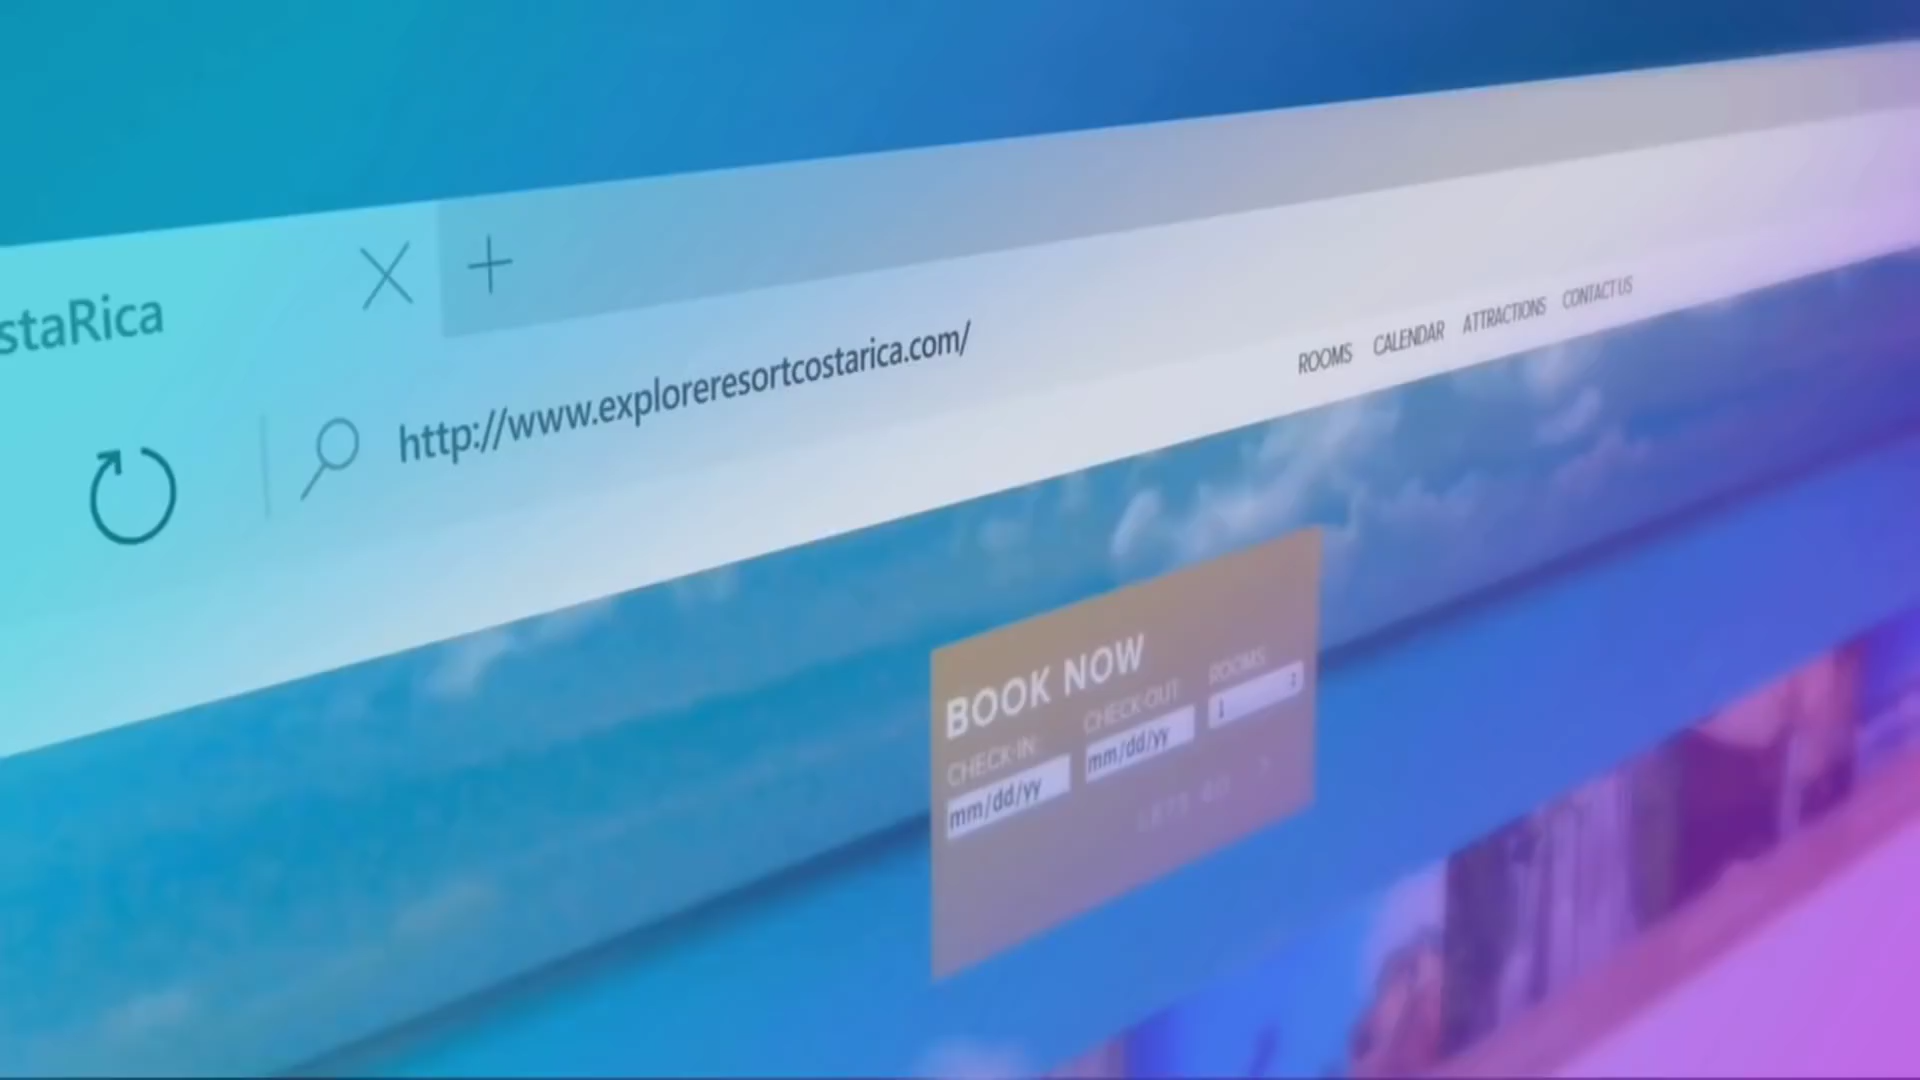 staRica
http://www.exploreresortcostarica.com/
ROOMS CALENDAR ATTRACTIONS CONTACT US
BOOK NOW
CHECK-IN: CHECK-OUT: ROOMS
mm/dd/yy mm/dd/yy 1